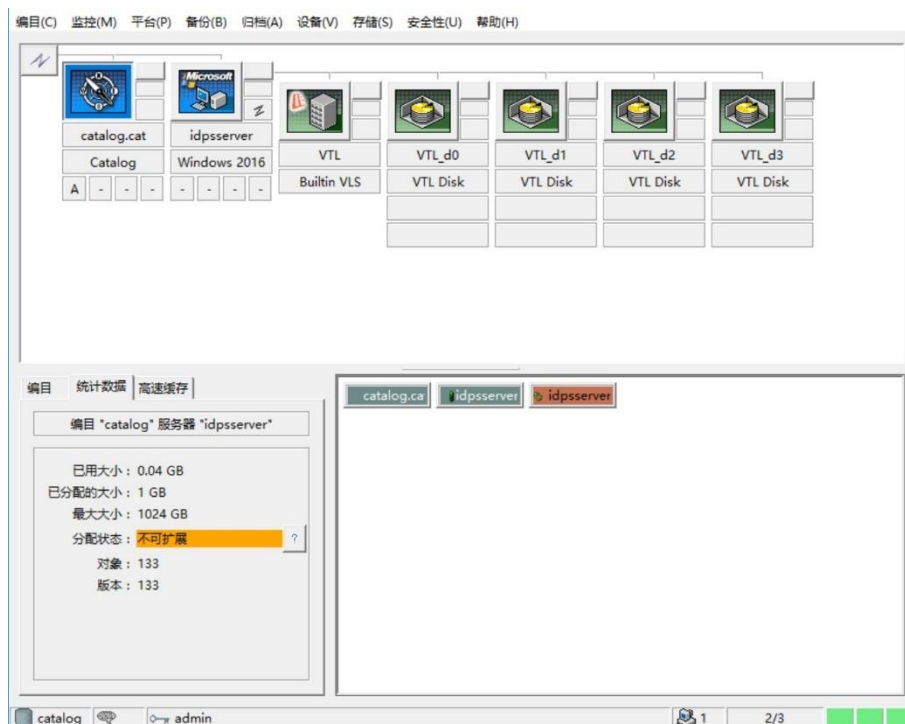 编目(C) 监控(M) 平台(P) 备份(B) 归档(A) 设备(V) 存储(S) 安全性(U) 帮助(H)
Microsoft
catalog.cat idpsserver
Catalog Windows 2016 VTL VTL_d0 VTL_d1 VTL_d2 VTL_d3
A - - - - - - - Builtin VLS VTL Disk VTL Disk VTL Disk VTL Disk
编目 统计数据 高速缓存
catalog.ca idpsserver idpsserver
编目 "catalog" 服务器 "idpsserver"
已用大小 : 0.04 GB
已分配的大小 : 1 GB
最大大小 : 1024 GB
分配状态 : 不可扩展 ?
对象 : 133
版本 : 133
catalog admin 1 2/3